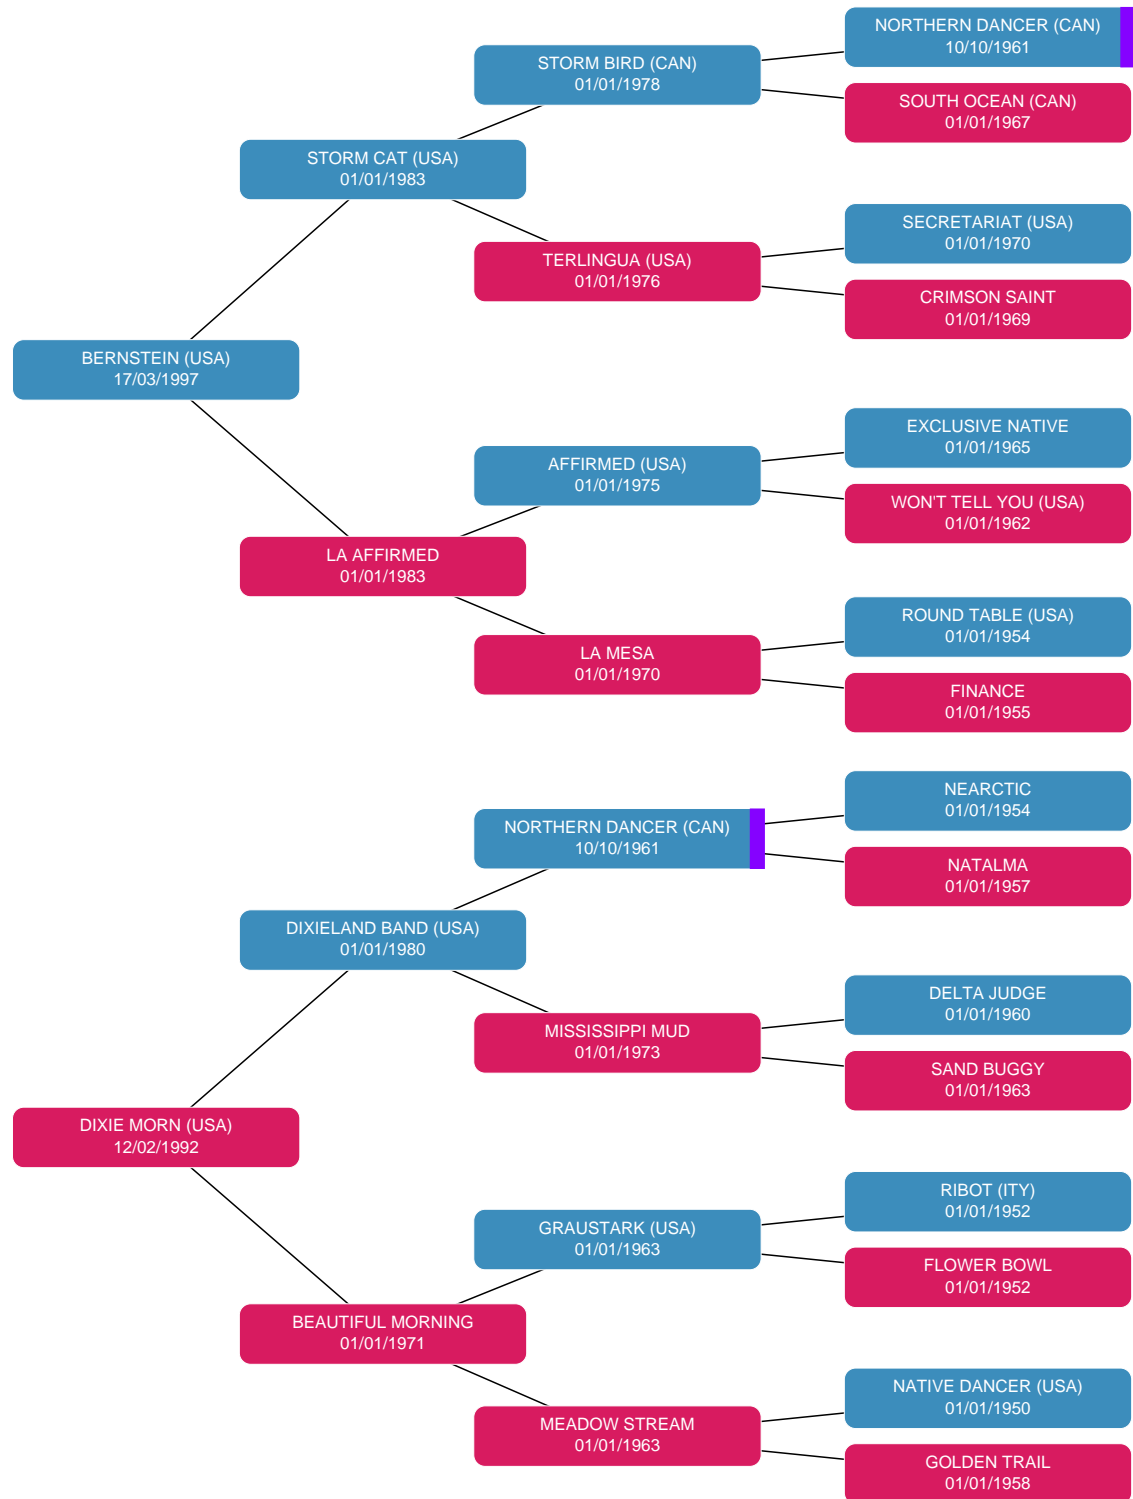 NORTHERN DANCER (CAN)
10/10/1961
STORM BIRD (CAN)
01/01/1978
SOUTH OCEAN (CAN)
01/01/1967
STORM CAT (USA)
01/01/1983
SECRETARIAT (USA)
01/01/1970
TERLINGUA (USA)
01/01/1976
CRIMSON SAINT
01/01/1969
BERNSTEIN (USA)
17/03/1997
EXCLUSIVE NATIVE
01/01/1965
AFFIRMED (USA)
01/01/1975
WON'T TELL YOU (USA)
01/01/1962
LA AFFIRMED
01/01/1983
ROUND TABLE (USA)
01/01/1954
LA MESA
01/01/1970
FINANCE
01/01/1955
NEARCTIC
01/01/1954
NORTHERN DANCER (CAN)
10/10/1961
NATALMA
01/01/1957
DIXIELAND BAND (USA)
01/01/1980
DELTA JUDGE
01/01/1960
MISSISSIPPI MUD
01/01/1973
SAND BUGGY
01/01/1963
DIXIE MORN (USA)
12/02/1992
RIBOT (ITY)
01/01/1952
GRAUSTARK (USA)
01/01/1963
FLOWER BOWL
01/01/1952
BEAUTIFUL MORNING
01/01/1971
NATIVE DANCER (USA)
01/01/1950
MEADOW STREAM
01/01/1963
GOLDEN TRAIL
01/01/1958